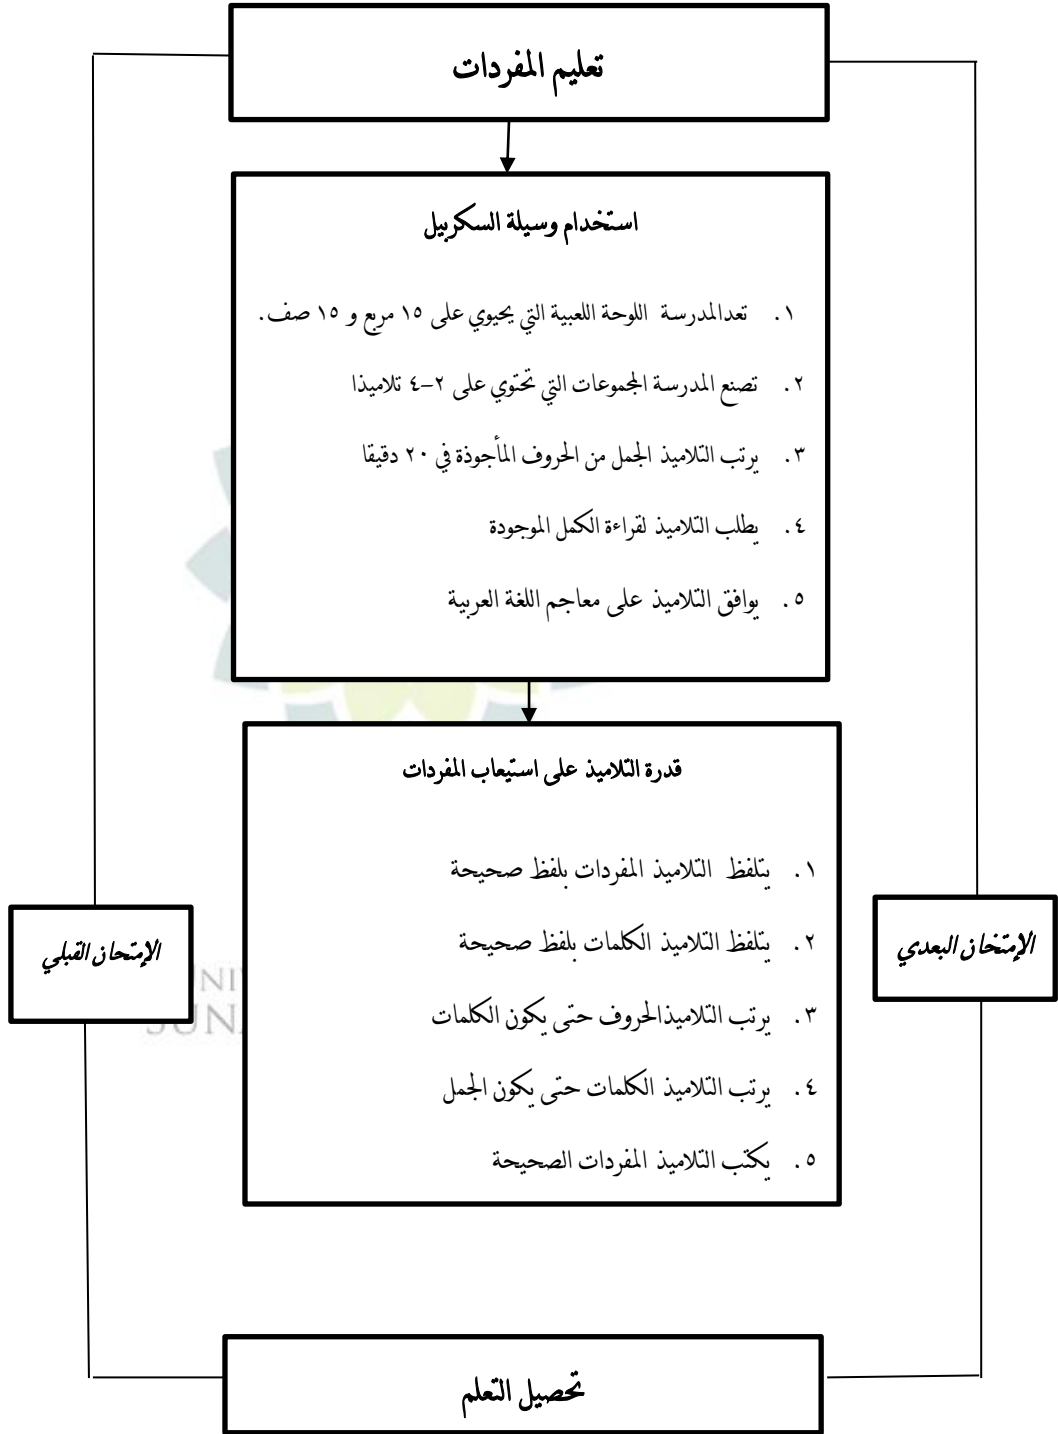 تعليم المفردات
استخدام وسيلة السكربيل
١. تعدالمدرسة اللوحة اللعبية التي يحيوي على ١٥ مربع و ١٥ صف.
٢. تصنع المدرسة المجموعات التي تحتوي على ٢-٤ تلاميذا
٣. يرتب التلاميذ الجمل من الحروف المأجوذة في ٢٠ دقيقا
٤. يطلب التلاميذ لقراءة الكمل الموجودة
٥. يوافق التلاميذ على معاجم اللغة العربية
قدرة التلاميذ على استيعاب المفردات
١. يتلفظ التلاميذ المفردات بلفظ صحيحة
٢. يتلفظ التلاميذ الكلمات بلفظ صحيحة
٣. يرتب التلاميذالحروف حتى يكون الكلمات
٤. يرتب التلاميذ الكلمات حتى يكون الجمل
٥. يكتب التلاميذ المفردات الصحيحة
الإمتخان البعدي
الإمتحان القبلي
NI
SUN
تحصيل التعلم